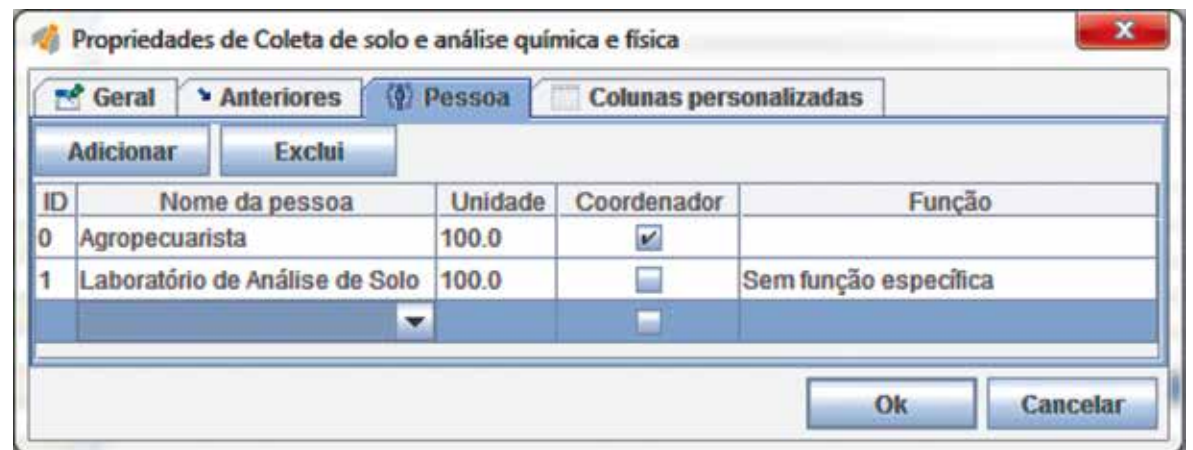 Propriedades de Coleta de solo e análise química e física
Geral Anteriores Pessoa Colunas personalizadas
Adicionar Exclui
ID Nome da pessoa Unidade Coordenador Função
0 Agropecuarista 100.0
1 Laboratório de Análise de Solo 100.0 Sem função específica
Ok Cancelar